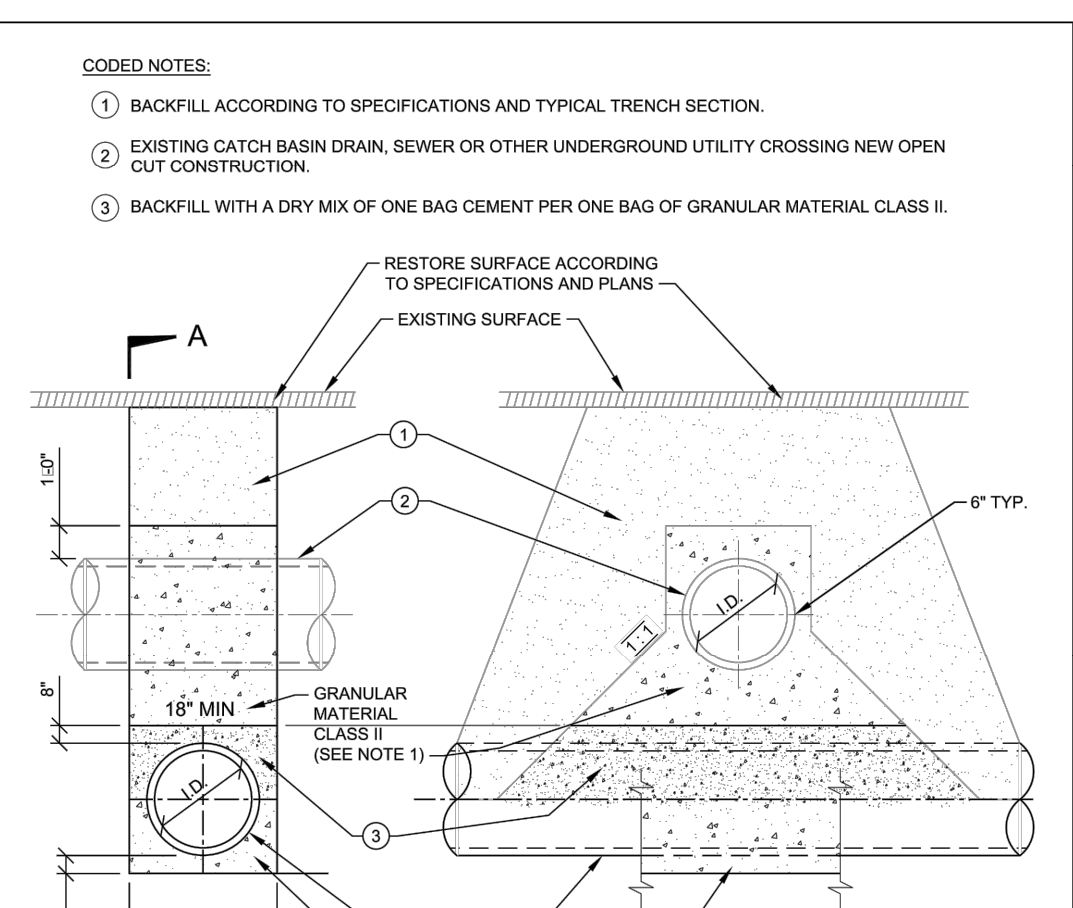 CODED NOTES:
1 BACKFILL ACCORDING TO SPECIFICATIONS AND TYPICAL TRENCH SECTION.
2 EXISTING CATCH BASIN DRAIN, SEWER OR OTHER UNDERGROUND UTILITY CROSSING NEW OPEN
CUT CONSTRUCTION.
3 BACKFILL WITH A DRY MIX OF ONE BAG CEMENT PER ONE BAG OF GRANULAR MATERIAL CLASS II.
RESTORE SURFACE ACCORDING
TO SPECIFICATIONS AND PLANS
EXISTING SURFACE
A
1
1□0"
2
6" TYP.
I.D.
1 : 1
8"
18" MIN
GRANULAR
MATERIAL
CLASS II
(SEE NOTE 1)
I.D.
3